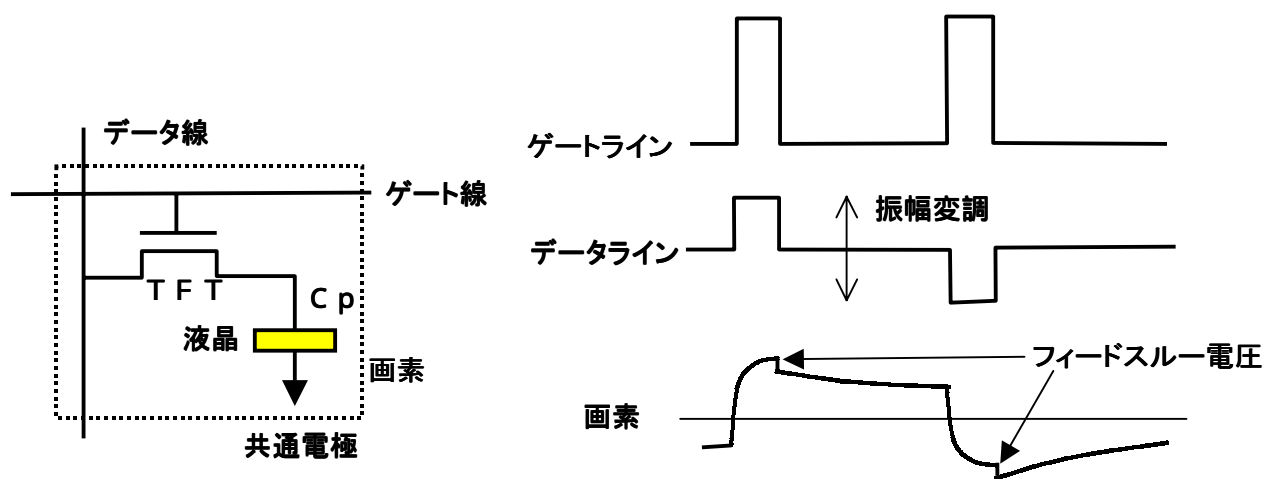 データ線
ゲート線
TFT
Cp
液晶
画素
共通電極
ゲートライン
データライン
振幅変調
フィードスルー電圧
画素